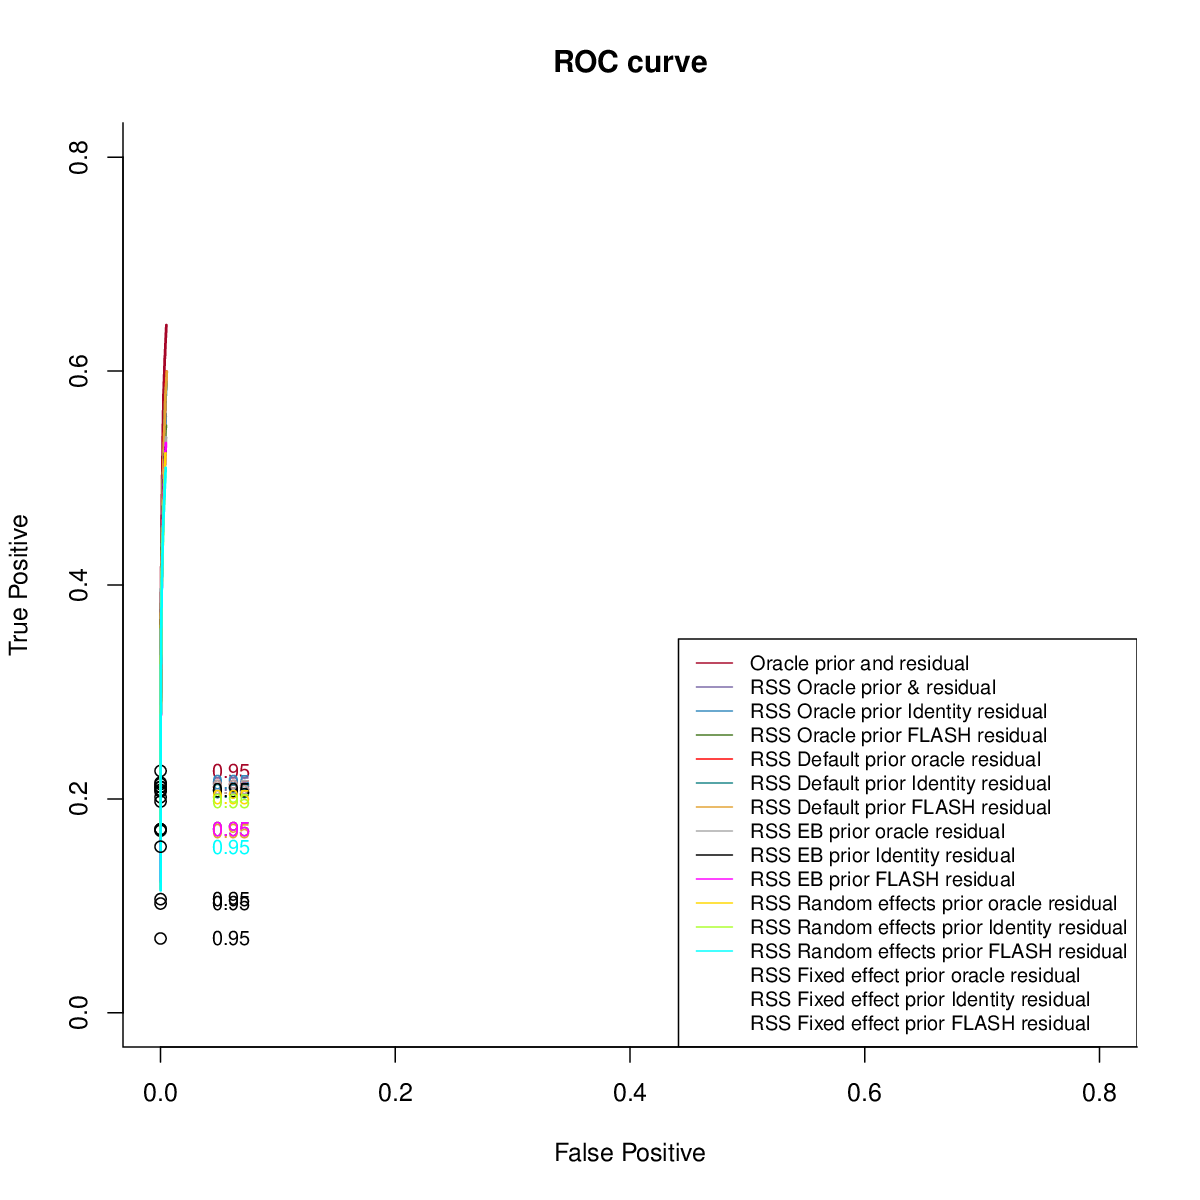 ROC curve
True Positive
0.8
0.6
0.4
0.2
0.0
0.95
0.95
0.95
0.95
0.95
0.95
0.95
0.95
Oracle prior and residual
RSS Oracle prior & residual
RSS Oracle prior Identity residual
RSS Oracle prior FLASH residual
RSS Default prior oracle residual
RSS Default prior Identity residual
RSS Default prior FLASH residual
RSS EB prior oracle residual
RSS EB prior Identity residual
RSS EB prior FLASH residual
RSS Random effects prior oracle residual
RSS Random effects prior Identity residual
RSS Random effects prior FLASH residual
RSS Fixed effect prior oracle residual
RSS Fixed effect prior Identity residual
RSS Fixed effect prior FLASH residual
0.0 0.2 0.4 0.6 0.8
False Positive